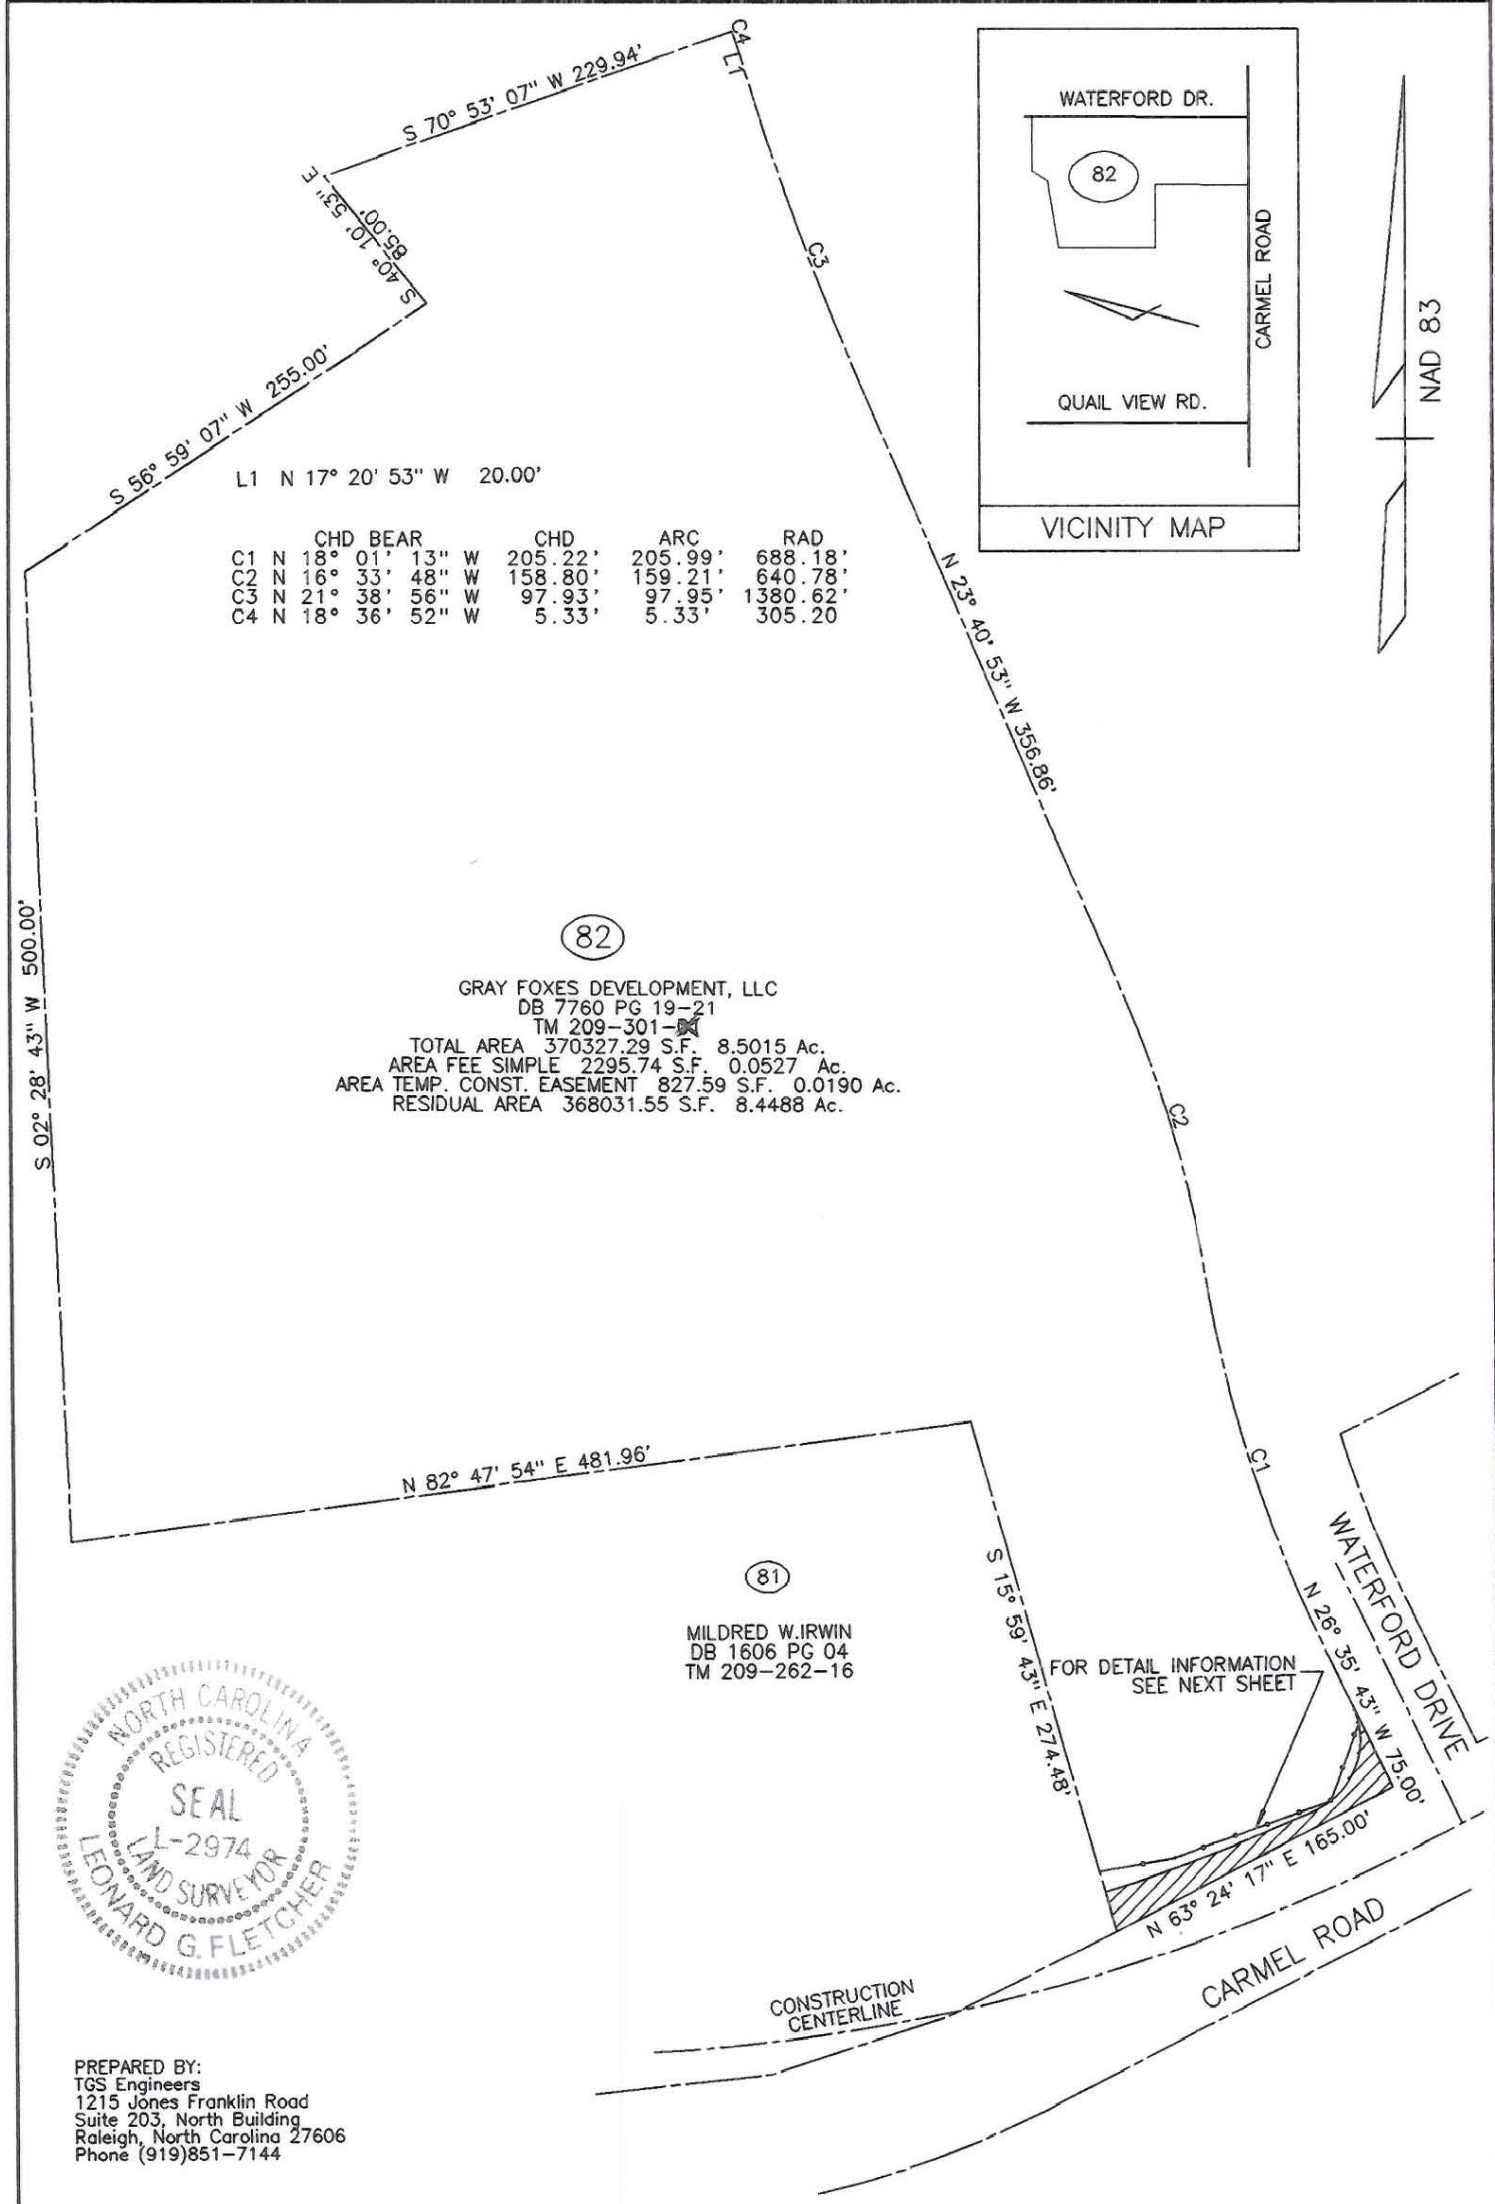 C4
L1
S 70° 53' 07" W 229.94'
S 40° 10' 53" E
85.00'
C3
S 56° 59' 07" W 255.00'
WATERFORD DR.
82
CARMEL ROAD
QUAIL VIEW RD.
VICINITY MAP
NAD 83
L1 N 17° 20' 53" W 20.00'
CHD BEAR CHD ARC RAD
C1 N 18° 01' 13" W 205.22' 205.99' 688.18'
C2 N 16° 33' 48" W 158.80' 159.21' 640.78'
C3 N 21° 38' 56" W 97.93' 97.95' 1380.62'
C4 N 18° 36' 52" W 5.33' 5.33' 305.20
N 23° 40' 53" W 356.86'
S 02° 28' 43" W 500.00'
82
GRAY FOXES DEVELOPMENT, LLC
DB 7760 PG 19-21
TM 209-301-
TOTAL AREA 370327.29 S.F. 8.5015 Ac.
AREA FEE SIMPLE 2295.74 S.F. 0.0527 Ac.
AREA TEMP. CONST. EASEMENT 827.59 S.F. 0.0190 Ac.
RESIDUAL AREA 368031.55 S.F. 8.4488 Ac.
C2
C1
N 82° 47' 54" E 481.96'
81
MILDRED W.IRWIN
DB 1606 PG 04
TM 209-262-16
S 15° 59' 43" E 274.48'
FOR DETAIL INFORMATION
SEE NEXT SHEET
N 26° 35' 43" W 75.00'
WATERFORD DRIVE
N 63° 24' 17" E 165.00'
CARMEL ROAD
CONSTRUCTION
CENTERLINE
NORTH CAROLINA
REGISTERED
SEAL
L-2974
LAND SURVEYOR
LEONARD G. FLETCHER
PREPARED BY:
TGS Engineers
1215 Jones Franklin Road
Suite 203, North Building
Raleigh, North Carolina 27606
Phone (919)851-7144